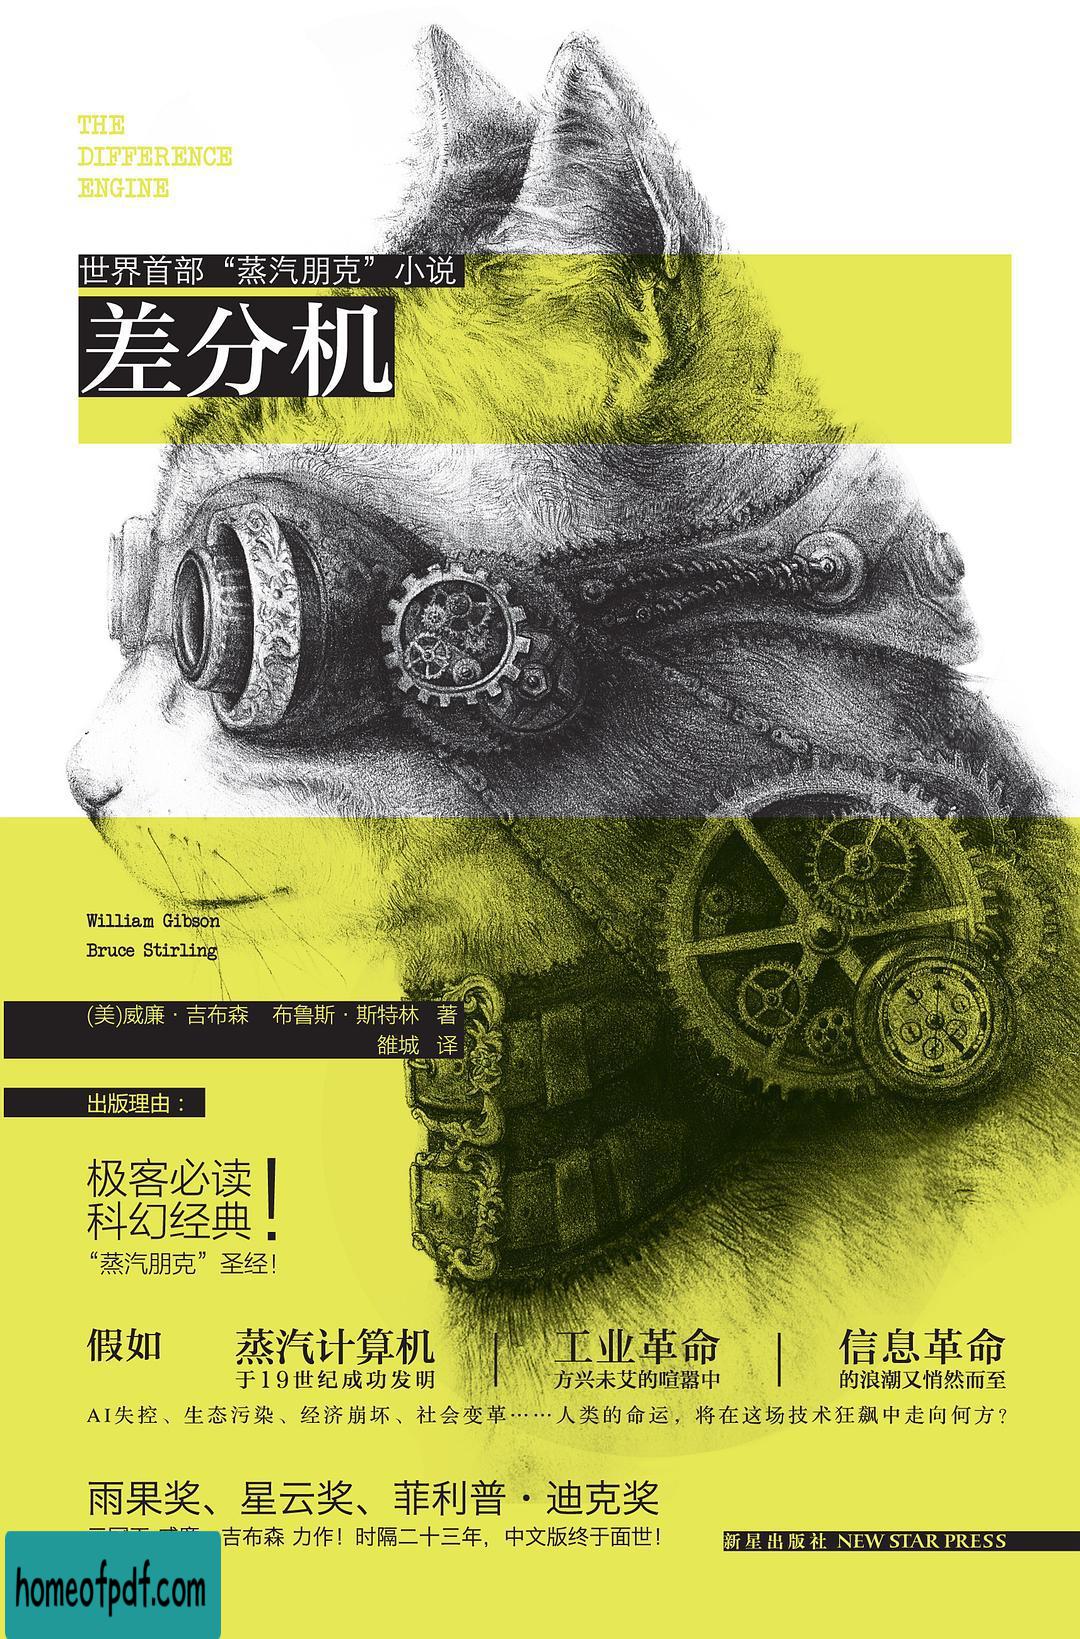 THE
DIFFERENCE
ENGINE
世界首部“蒸汽朋克”小说
差分机
William Gibson
Bruce Stirling
(美)威廉·吉布森 布鲁斯·斯特林 著
雒城 译
出版理由：
极客必读
科幻经典！
“蒸汽朋克”圣经！
假如 蒸汽计算机 | 工业革命 | 信息革命
于19世纪成功发明 方兴未艾的喧嚣中 的浪潮又悄然而至
AI失控、生态污染、经济崩坏、社会变革……人类的命运，将在这场技术狂飙中走向何方？
雨果奖、星云奖、菲利普·迪克奖
吉布森 力作！时隔二十三年，中文版终于面世！
新星出版社 NEW STAR PRESS
homeofpdf.com